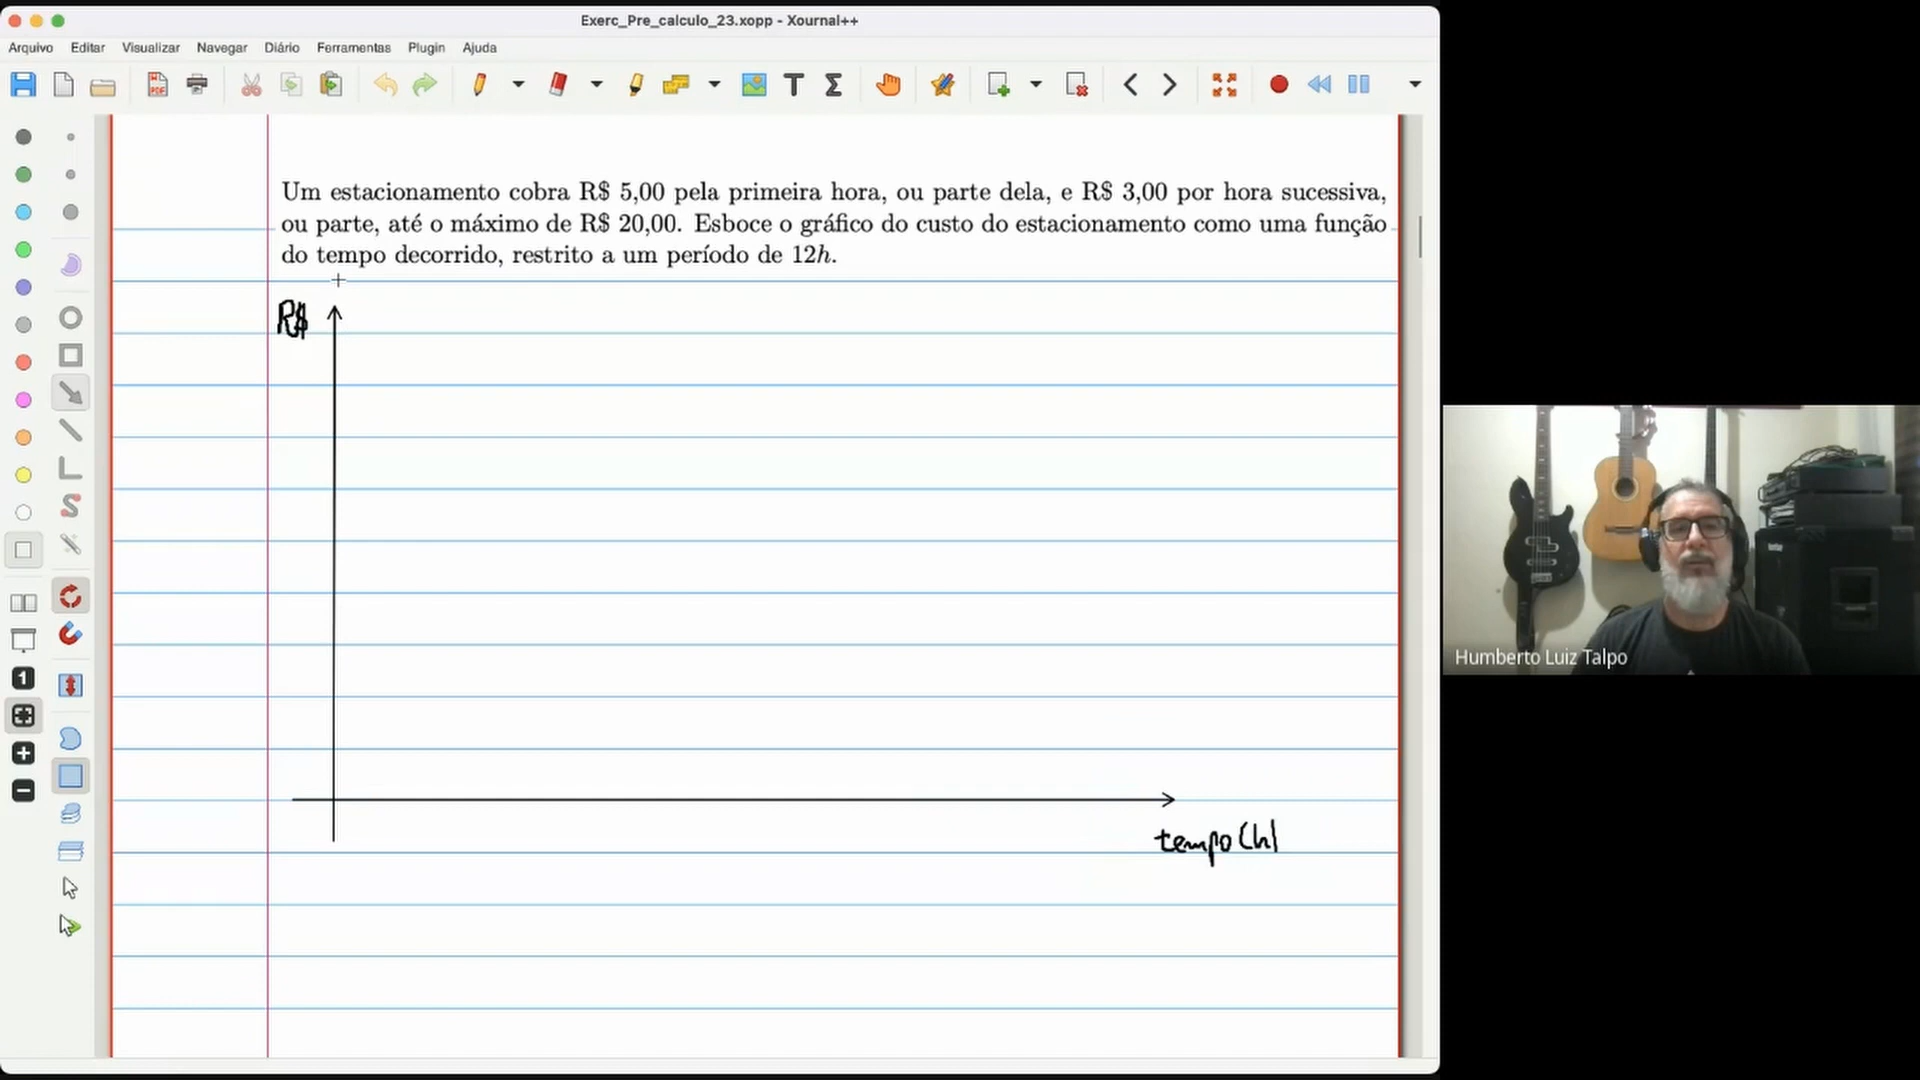 Exerc_Pre_calculo_23.xopp - Xournal++
Arquivo Editar Visualizar Navegar Diário Ferramentas Plugin Ajuda
PDF
T Σ
Um estacionamento cobra R$ 5,00 pela primeira hora, ou parte dela, e R$ 3,00 por hora sucessiva,
ou parte, até o máximo de R$ 20,00. Esboce o gráfico do custo do estacionamento como uma função
do tempo decorrido, restrito a um período de 12h.
R$
tempo (h)
1
Humberto Luiz Talpo